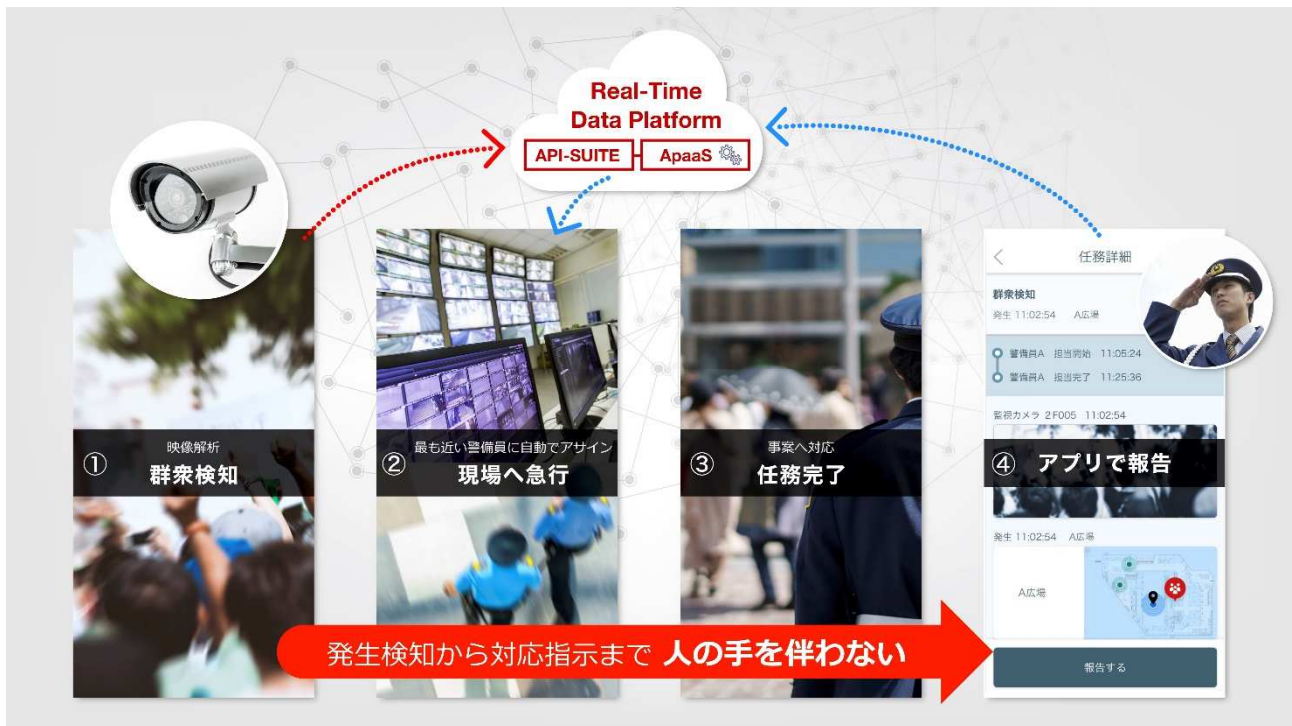 Real-Time
Data Platform
API-SUITE
ApaaS
①
映像解析
群衆検知
②
最も近い警備員に自動でアサイン
現場へ急行
③
事案へ対応
任務完了
任務詳細
群衆検知
発生 11:02:54 A広場
警備員A 担当開始 11:05:24
警備員A 担当完了 11:25:36
監視カメラ 2F005 11:02:54
④ アプリで報告
発生 11:02:54 A広場
A広場
報告する
発生検知から対応指示まで 人の手を伴わない